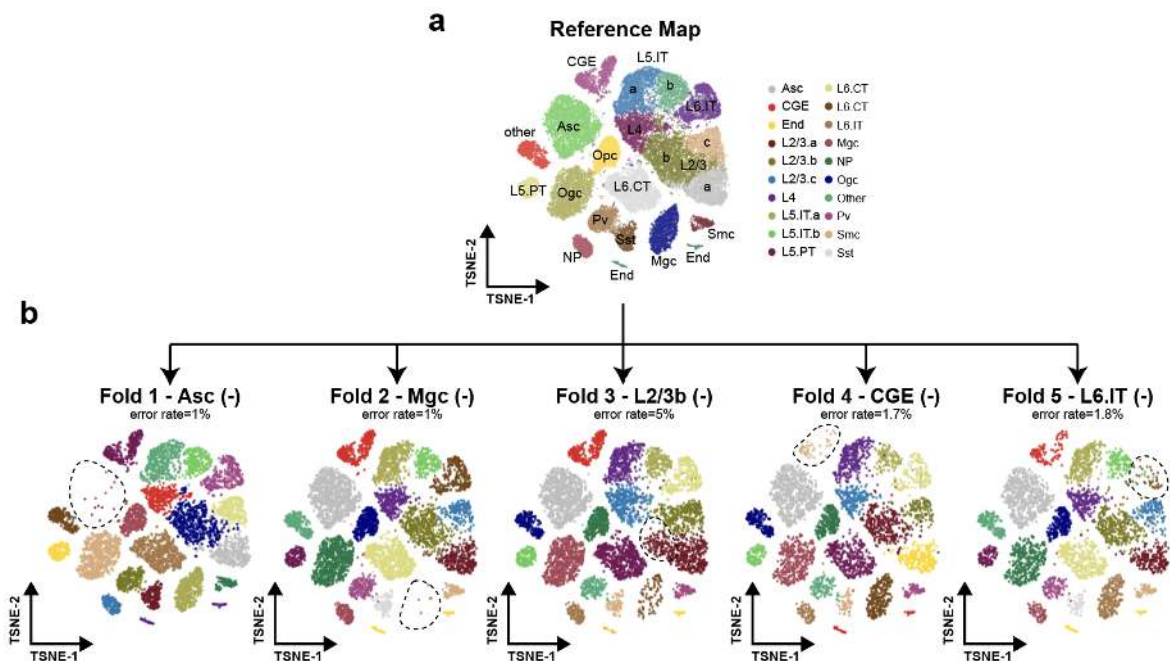 a
Reference Map
CGE
L5.IT
a
b
L6.IT
Asc
L4
other
Opc
c
b
L2/3
L5.PT
Ogc
L6.CT
a
Pv
Sst
Smc
NP
End
Mgc
End
TSNE-2
TSNE-1
Asc
CGE
End
L2/3.a
L2/3.b
L2/3.c
L4
L5.IT.a
L5.IT.b
L5.PT
L6.CT
L6.CT
L6.IT
Mgc
NP
Ogc
Other
Pv
Smc
Sst
b
Fold 1 - Asc (-)
error rate=1%
TSNE-2
TSNE-1
Fold 2 - Mgc (-)
error rate=1%
TSNE-2
TSNE-1
Fold 3 - L2/3b (-)
error rate=5%
TSNE-2
TSNE-1
Fold 4 - CGE (-)
error rate=1.7%
TSNE-2
TSNE-1
Fold 5 - L6.IT (-)
error rate=1.8%
TSNE-2
TSNE-1